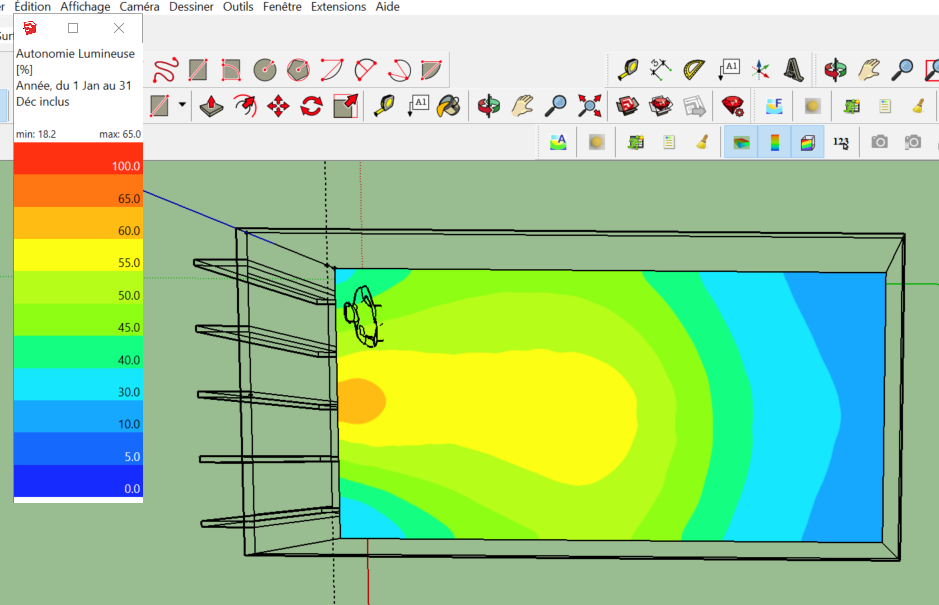 Édition Affichage Caméra Dessiner Outils Fenêtre Extensions Aide
Autonomie Lumineuse
[%]
Année, du 1 Jan au 31
Déc inclus
min: 18.2 max: 65.0
100.0
65.0
60.0
55.0
50.0
45.0
40.0
30.0
10.0
5.0
0.0
A1
A1
A1
F
A
123